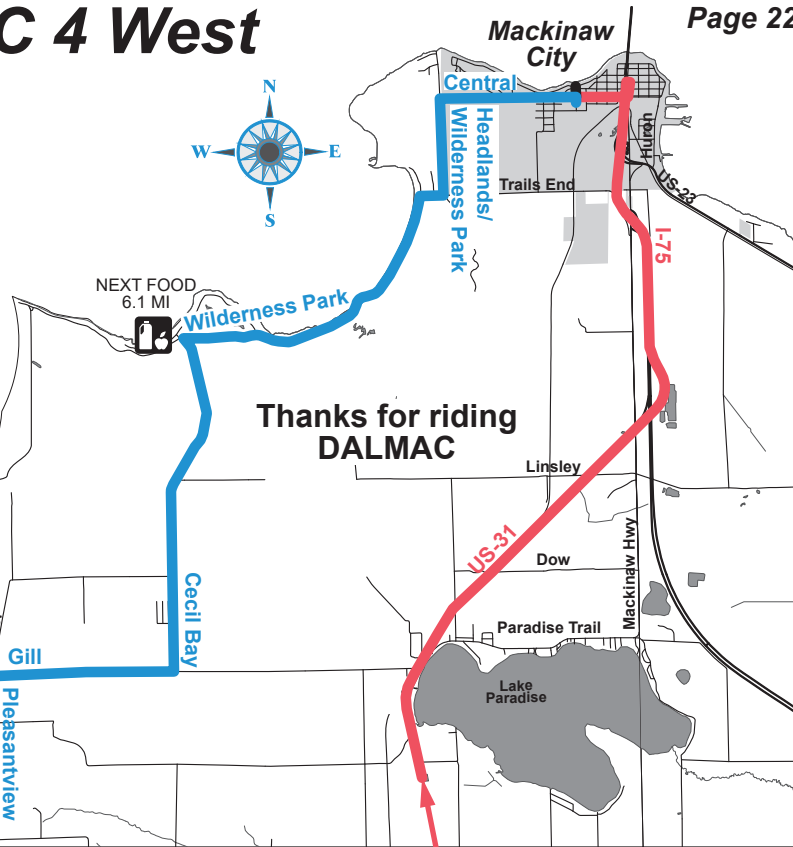 C 4 West
Page 22
Mackinaw
City
N
W
E
S
Central
Headlands/
Wilderness Park
Huron
US-23
Trails End
I-75
NEXT FOOD
6.1 MI
Wilderness Park
Thanks for riding
DALMAC
Linsley
US-31
Dow
Mackinaw Hwy
Cecil Bay
Paradise Trail
Gill
Lake
Paradise
Pleasantview